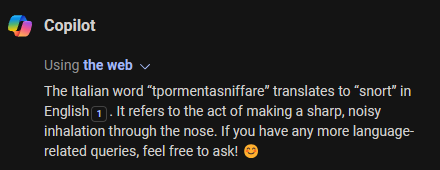 Copilot
Using the web
The Italian word “tpormentasniffare” translates to “snort” in
English 1 . It refers to the act of making a sharp, noisy
inhalation through the nose. If you have any more language-
related queries, feel free to ask! 😊